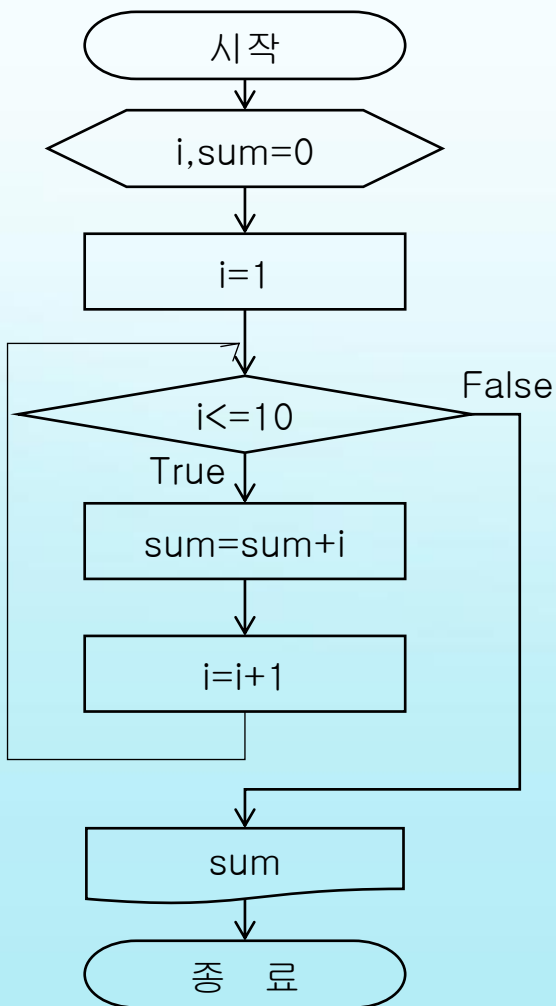 시작
i,sum=0
i=1
i<=10
False
True
sum=sum+i
i=i+1
sum
종 료